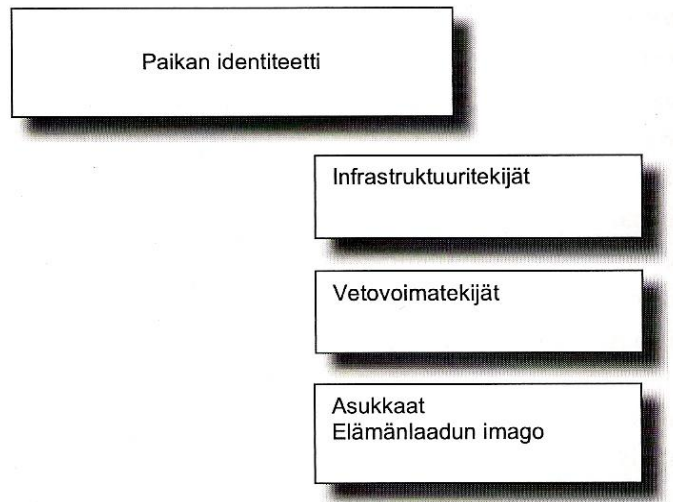 Paikan identiteetti
Infrastruktuuritekijät
Vetovoimatekijät
Asukkaat
Elämänlaadun imago